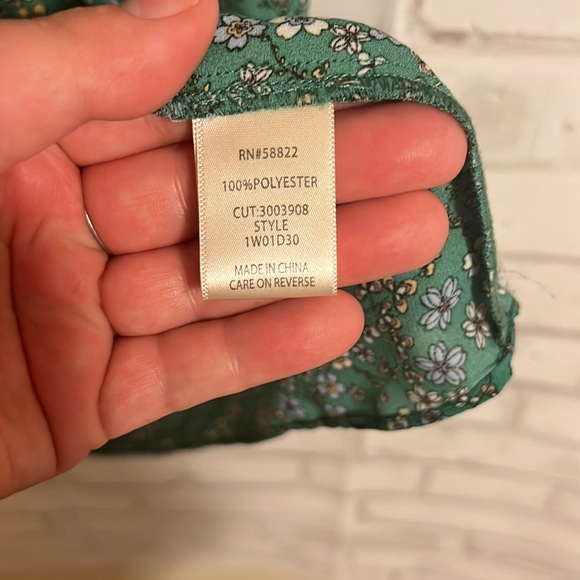 RN#58822
100%POLYESTER
CUT:3003908
STYLE
1W01D30
MADE IN CHINA
CARE ON REVERSE